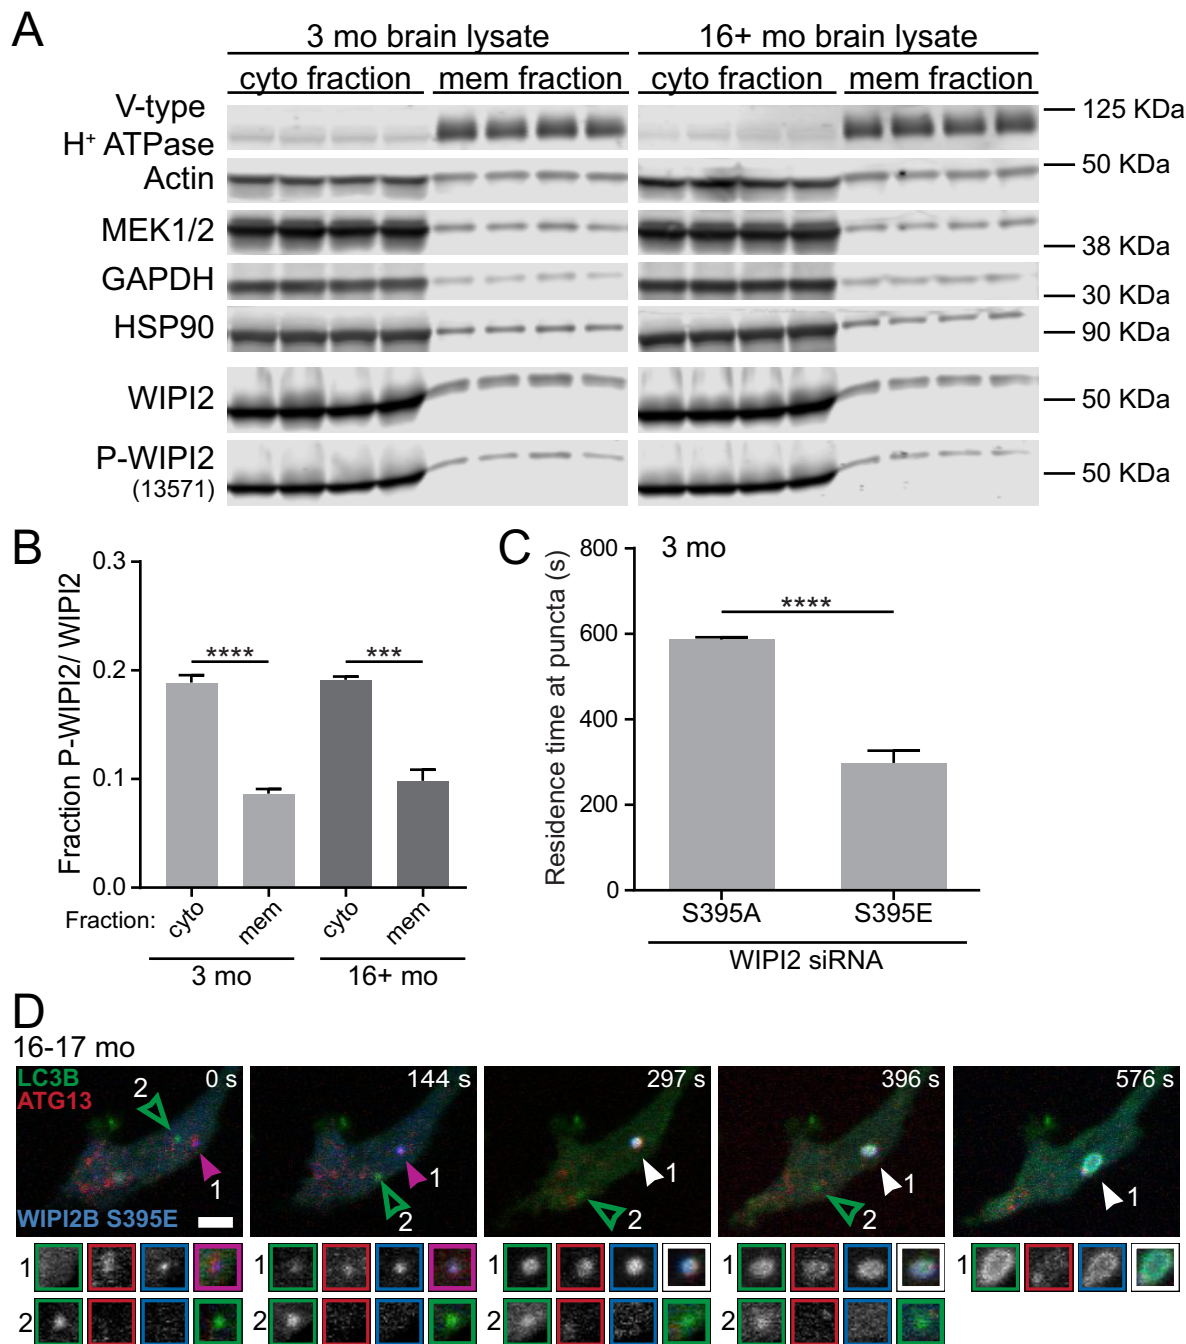 A
3 mo brain lysate
16+ mo brain lysate
cyto fraction
mem fraction
cyto fraction
mem fraction
V-type
H⁺ ATPase
125 KDa
Actin
50 KDa
MEK1/2
38 KDa
GAPDH
30 KDa
HSP90
90 KDa
WIPI2
50 KDa
P-WIPI2
(13571)
50 KDa
B
Fraction P-WIPI2/ WIPI2
0.3
0.2
0.1
0.0
****
***
Fraction:
cyto
mem
cyto
mem
3 mo
16+ mo
C
3 mo
Residence time at puncta (s)
800
600
400
200
0
****
S395A
S395E
WIPI2 siRNA
D
16-17 mo
LC3B
ATG13
WIPI2B S395E
0 s
2
1
144 s
1
2
297 s
1
2
396 s
1
2
576 s
1
1
1
1
1
1
2
2
2
2